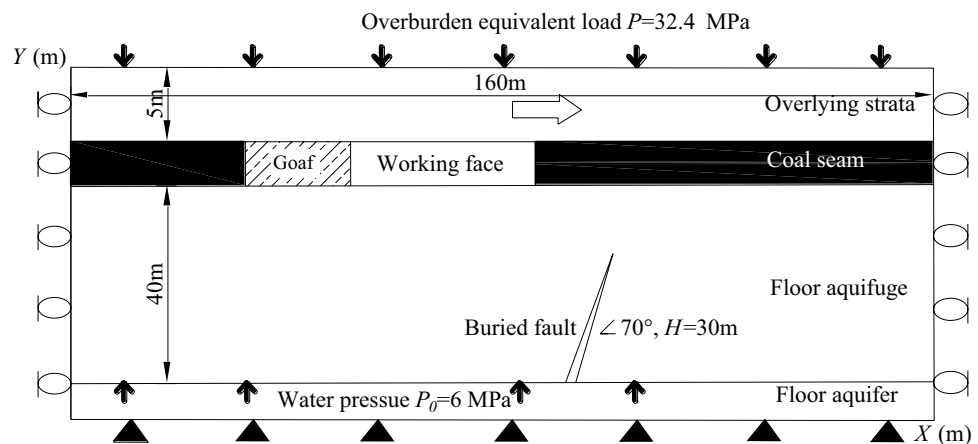 Overburden equivalent load P=32.4 MPa
Y (m)
160m
5m
Overlying strata
Goaf
Working face
Coal seam
40m
Floor aquifuge
Buried fault
∠70°, H=30m
Water pressue P0=6 MPa
Floor aquifer
X (m)